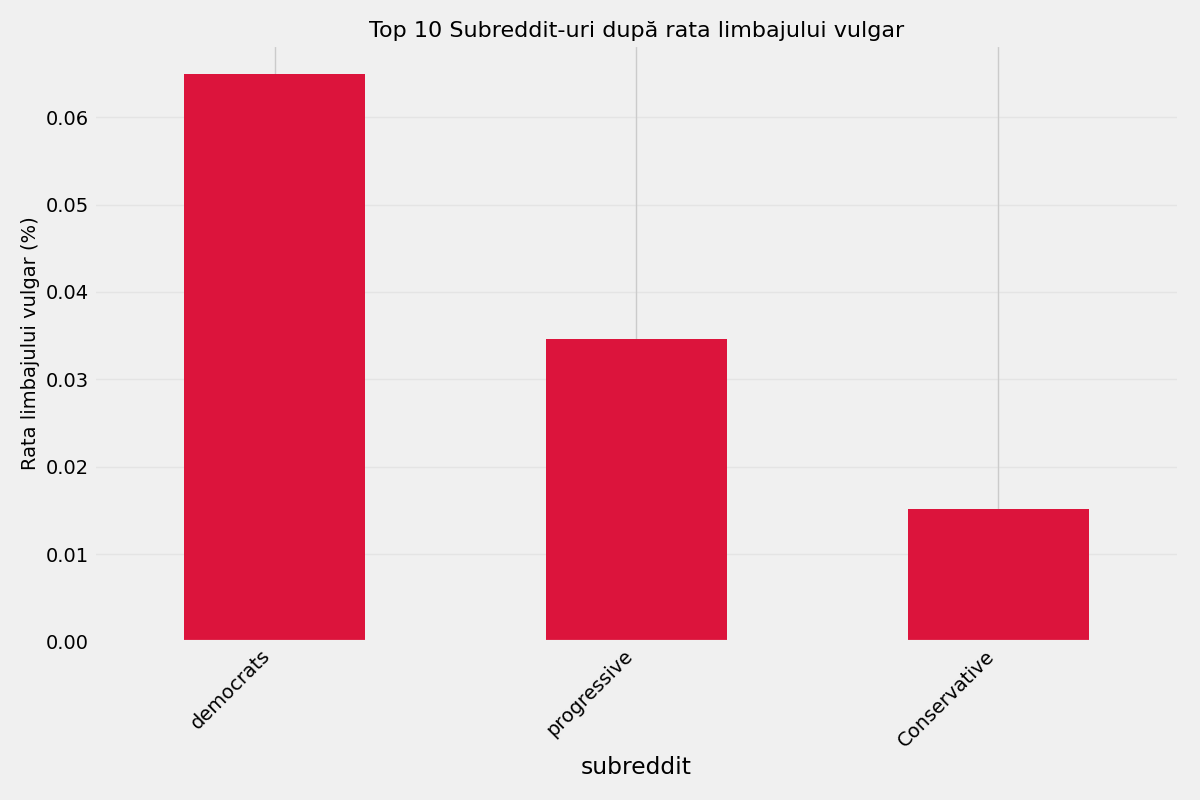 Top 10 Subreddit-uri după rata limbajului vulgar
Rata limbajului vulgar (%)
0.06
0.05
0.04
0.03
0.02
0.01
0.00
democrats
progressive
Conservative
subreddit